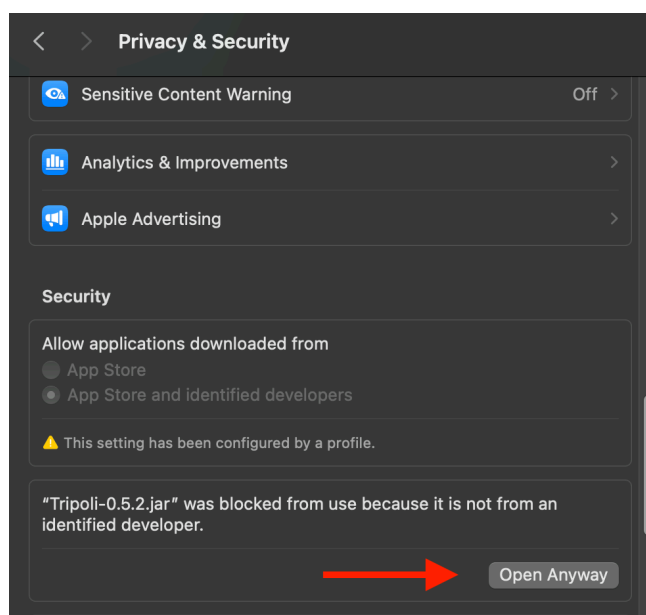 Privacy & Security
Sensitive Content Warning Off
Analytics & Improvements
Apple Advertising
Security
Allow applications downloaded from
App Store
App Store and identified developers
This setting has been configured by a profile.
“Tripoli-0.5.2.jar” was blocked from use because it is not from an
identified developer.
Open Anyway